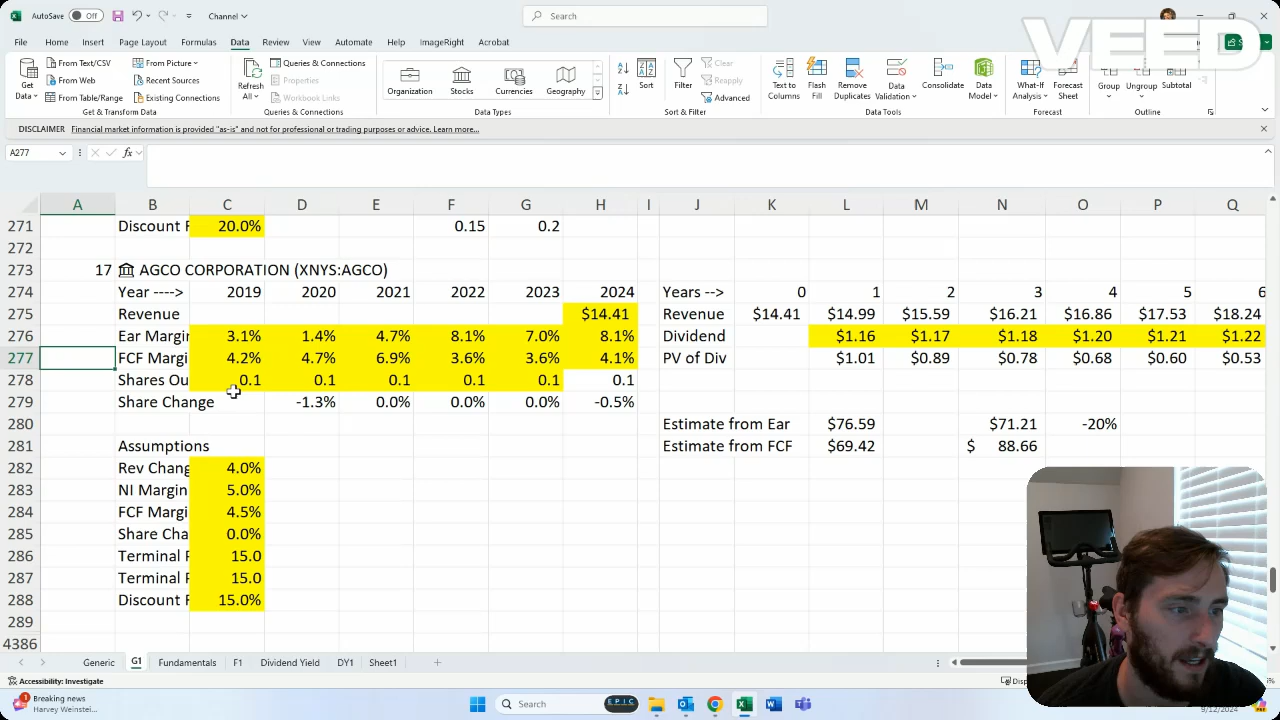 AutoSave Off Channel Search
VEED
File Home Insert Page Layout Formulas Data Review View Automate Help ImageRight Acrobat
Get Data
From Text/CSV
From Web
From Table/Range
From Picture
Recent Sources
Existing Connections
Get & Transform Data
Refresh All
Queries & Connections
Properties
Workbook Links
Queries & Connections
Organization Stocks Currencies Geography
Data Types
Sort Filter
Clear
Reapply
Advanced
Sort & Filter
Text to Columns
Flash Fill
Remove Duplicates
Data Validation
Consolidate
Data Model
Data Tools
What-If Analysis
Forecast Sheet
Forecast
Group Ungroup Subtotal
Outline
DISCLAIMER Financial market information is provided "as-is" and not for professional or trading purposes or advice. Learn more...
A277 fx
A B C D E F G H I J K L M N O P Q
271 Discount F 20.0% 0.15 0.2
272
273 17 AGCO CORPORATION (XNYS:AGCO)
274 Year ----> 2019 2020 2021 2022 2023 2024 Years --> 0 1 2 3 4 5 6
275 Revenue $14.41 Revenue $14.41 $14.99 $15.59 $16.21 $16.86 $17.53 $18.24
276 Ear Margin 3.1% 1.4% 4.7% 8.1% 7.0% 8.1% Dividend $1.16 $1.17 $1.18 $1.20 $1.21 $1.22
277 FCF Margi 4.2% 4.7% 6.9% 3.6% 3.6% 4.1% PV of Div $1.01 $0.89 $0.78 $0.68 $0.60 $0.53
278 Shares Ou 0.1 0.1 0.1 0.1 0.1 0.1
279 Share Change -1.3% 0.0% 0.0% 0.0% -0.5%
280 Estimate from Ear $76.59 $71.21 -20%
281 Assumptions Estimate from FCF $69.42 $ 88.66
282 Rev Chang 4.0%
283 NI Margin 5.0%
284 FCF Margi 4.5%
285 Share Cha 0.0%
286 Terminal F 15.0
287 Terminal F 15.0
288 Discount F 15.0%
289
4386
Generic G1 Fundamentals F1 Dividend Yield DY1 Sheet1
Ready Accessibility: Investigate
1 Breaking news
Harvey Weinstei...
Search
EPIC
9/12/2024